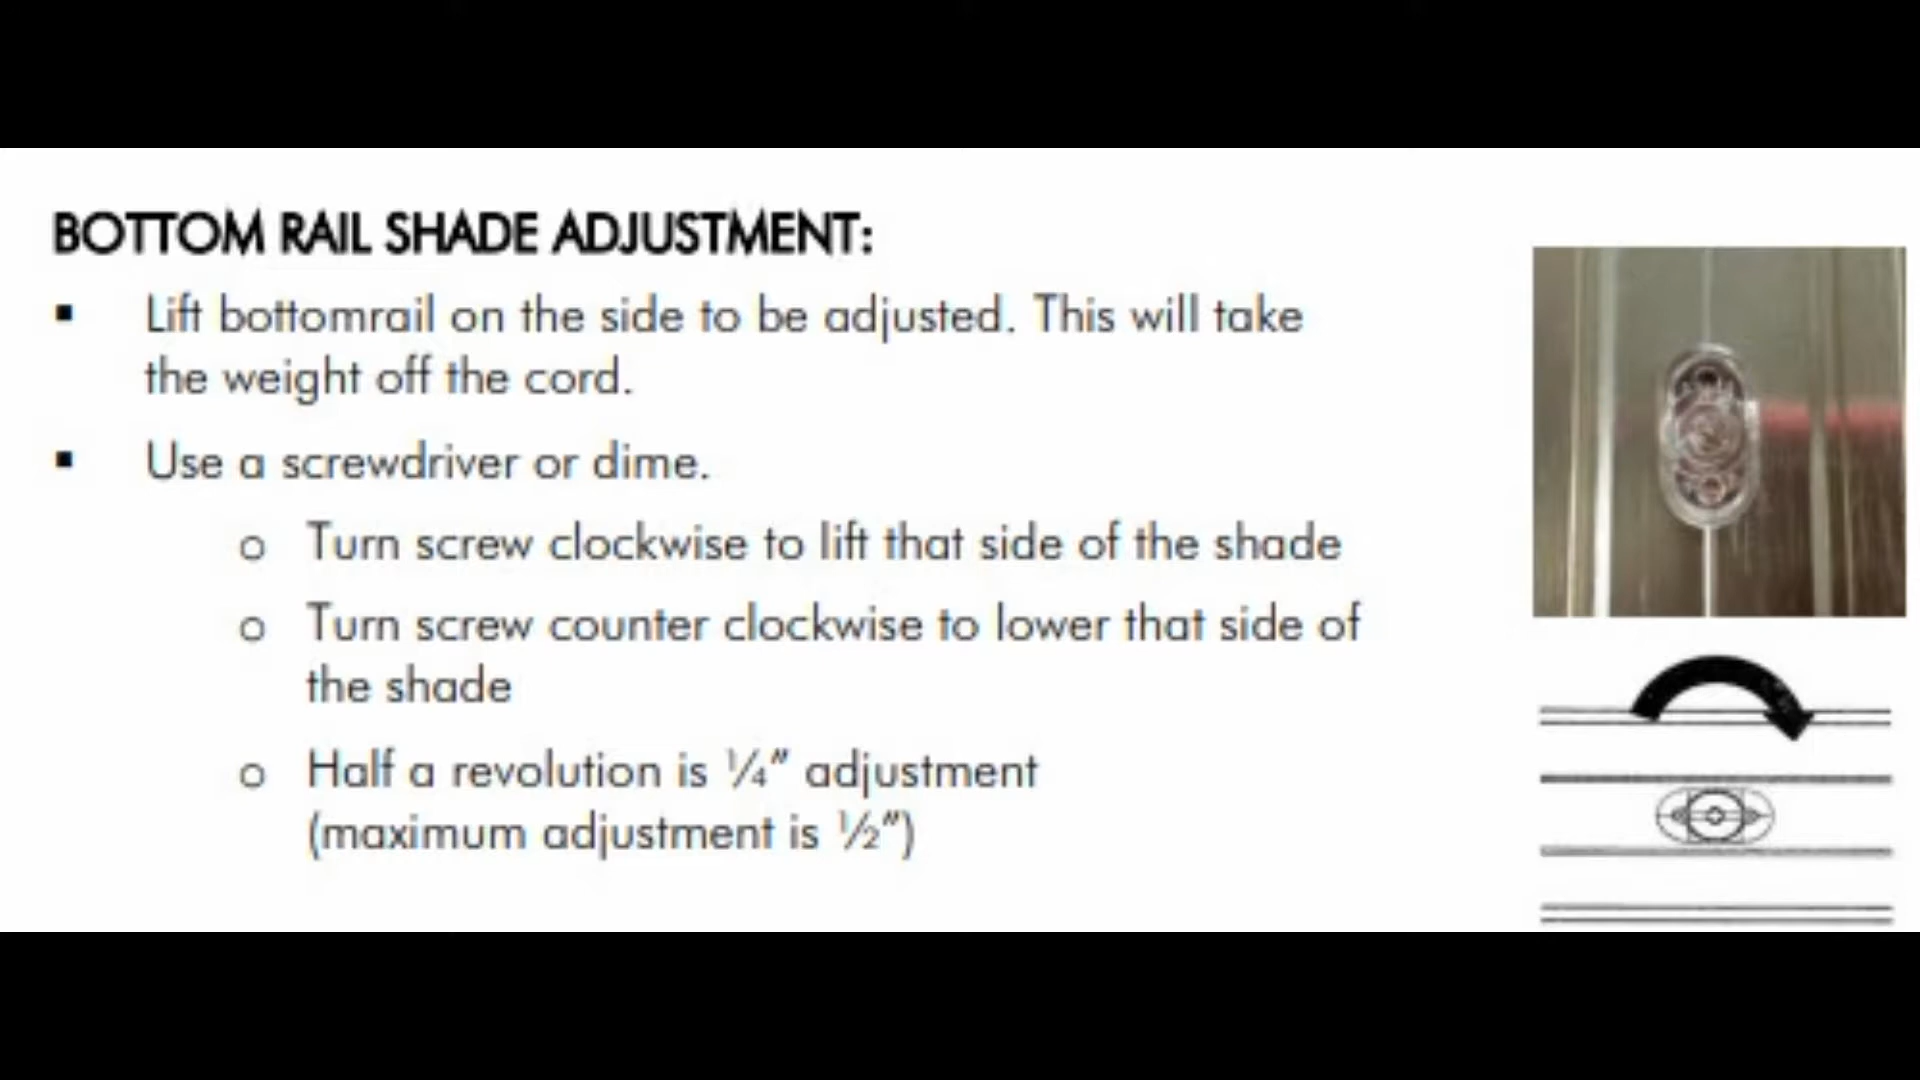 BOTTOM RAIL SHADE ADJUSTMENT:
▪ Lift bottomrail on the side to be adjusted. This will take
the weight off the cord.
▪ Use a screwdriver or dime.
o Turn screw clockwise to lift that side of the shade
o Turn screw counter clockwise to lower that side of
the shade
o Half a revolution is ¼" adjustment
(maximum adjustment is ½")